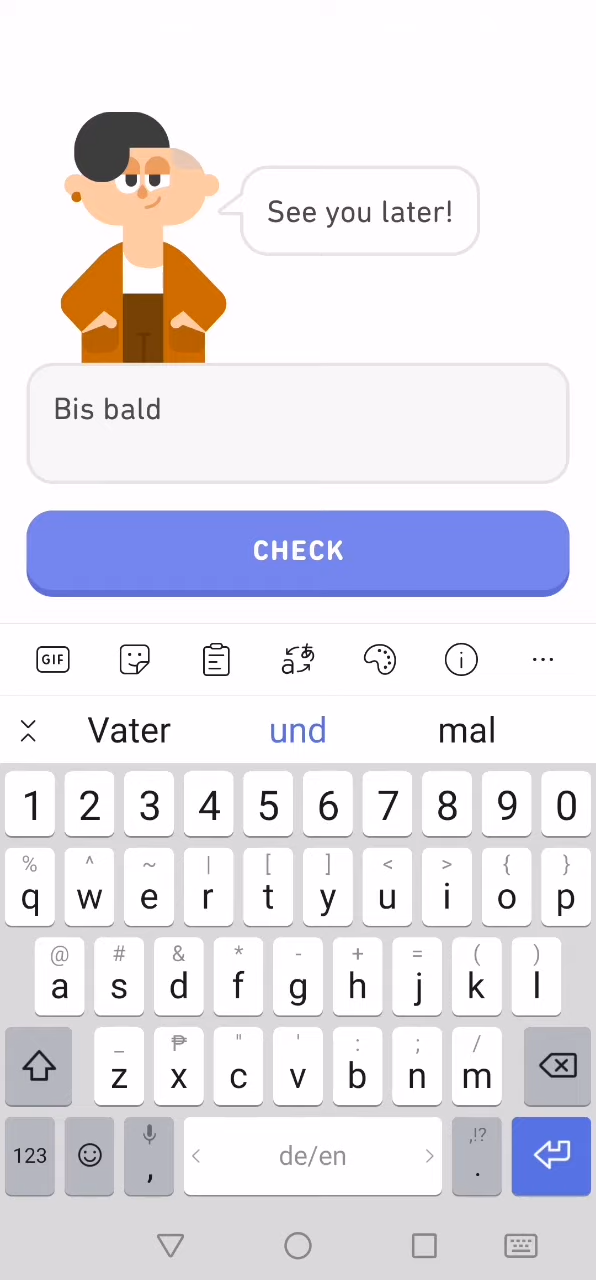 See you later!
Bis bald
CHECK
GIF
Vater und mal
1 2 3 4 5 6 7 8 9 0
% ^ ~ | [ ] < > { }
q w e r t y u i o p
@ # & * - + = ( )
a s d f g h j k l
_ ₱ " ' : ; /
z x c v b n m
,!?
123 , de/en .